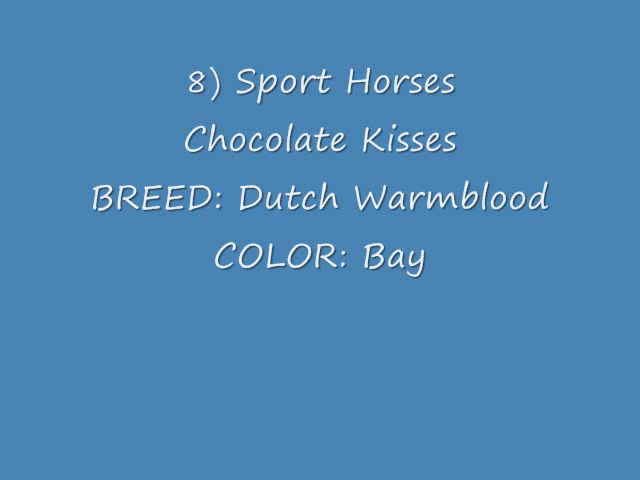 8) Sport Horses
Chocolate Kisses
BREED: Dutch Warmblood
COLOR: Bay